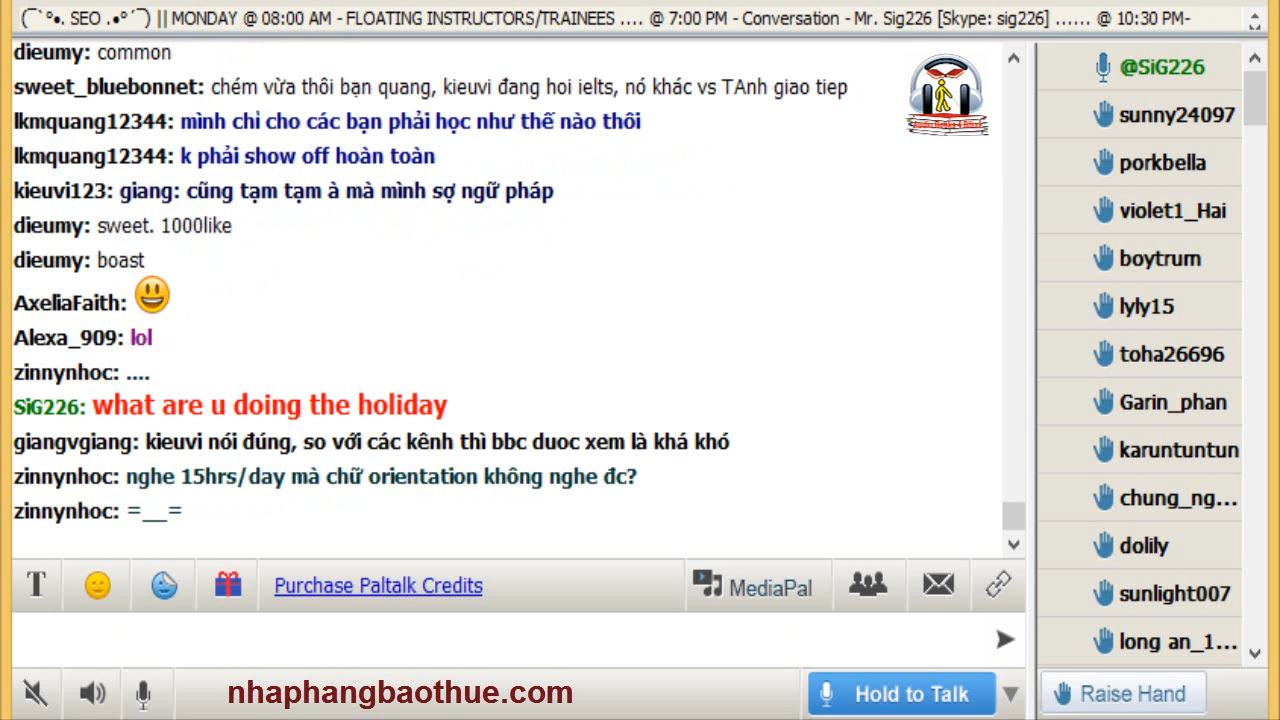 (¯`°•. SEO .•°´¯) || MONDAY @ 08:00 AM - FLOATING INSTRUCTORS/TRAINEES .... @ 7:00 PM - Conversation - Mr. Sig226 [Skype: sig226] ...... @ 10:30 PM-
dieumy: common
sweet_bluebonnet: chém vừa thôi bạn quang, kieuvi đang hoi ielts, nó khác vs TAnh giao tiep
lkmquang12344: mình chỉ cho các bạn phải học như thế nào thôi
lkmquang12344: k phải show off hoàn toàn
kieuvi123: giang: cũng tạm tạm à mà mình sợ ngữ pháp
dieumy: sweet. 1000like
dieumy: boast
AxeliaFaith:
Alexa_909: lol
zinnynhoc: ....
SiG226: what are u doing the holiday
giangvgiang: kieuvi nói đúng, so với các kênh thì bbc duoc xem là khá khó
zinnynhoc: nghe 15hrs/day mà chữ orientation không nghe đc?
zinnynhoc: =__=
T
Purchase Paltalk Credits
MediaPal
nhaphangbaothue.com
Hold to Talk
@SiG226
sunny24097
porkbella
violet1_Hai
boytrum
lyly15
toha26696
Garin_phan
karuntuntun
chung_ng...
dolily
sunlight007
long an_1...
Raise Hand